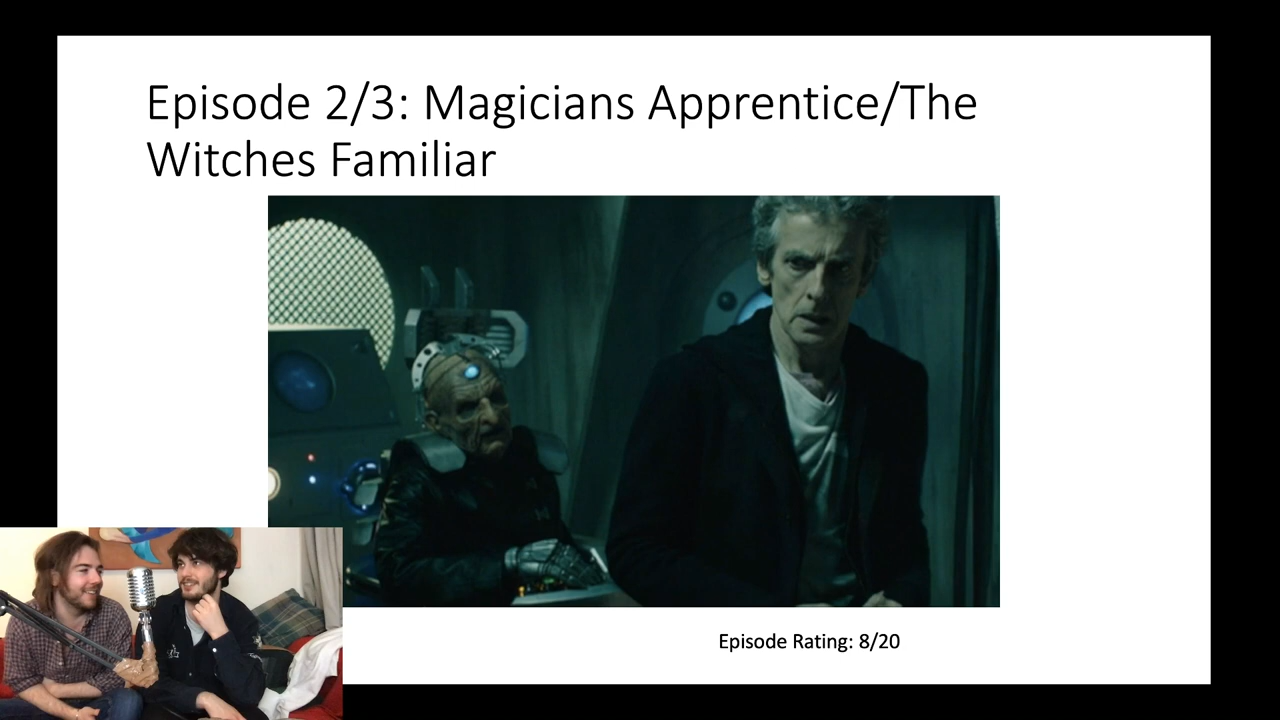 Episode 2/3: Magicians Apprentice/The
Witches Familiar
Episode Rating: 8/20